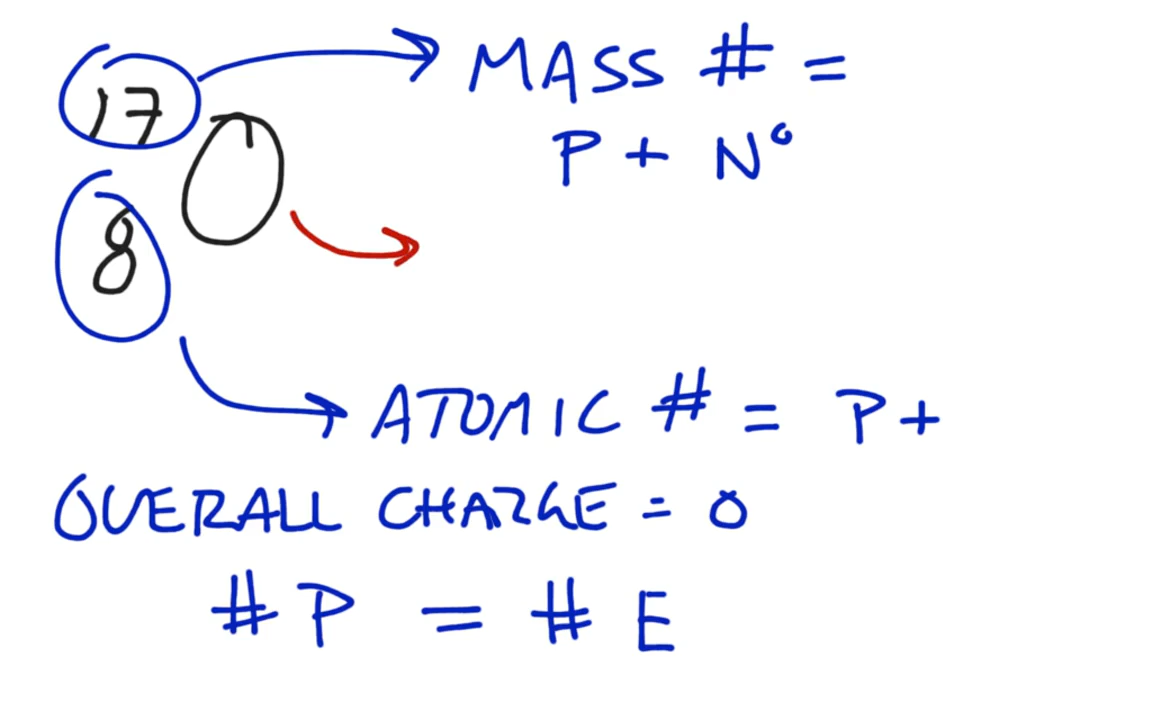 17 O → MASS # =
P + N°
8
→ ATOMIC # = P+
OVERALL CHARGE = 0
# P = # E